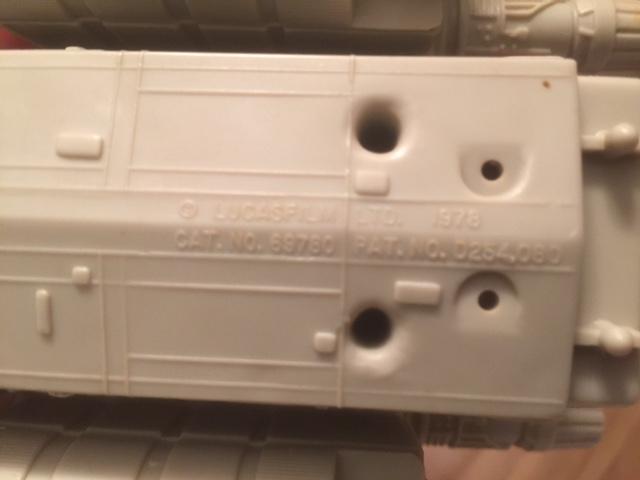 © LUCASFILM LTD. 1978
CAT. NO. 69780 PAT. NO. D254,080